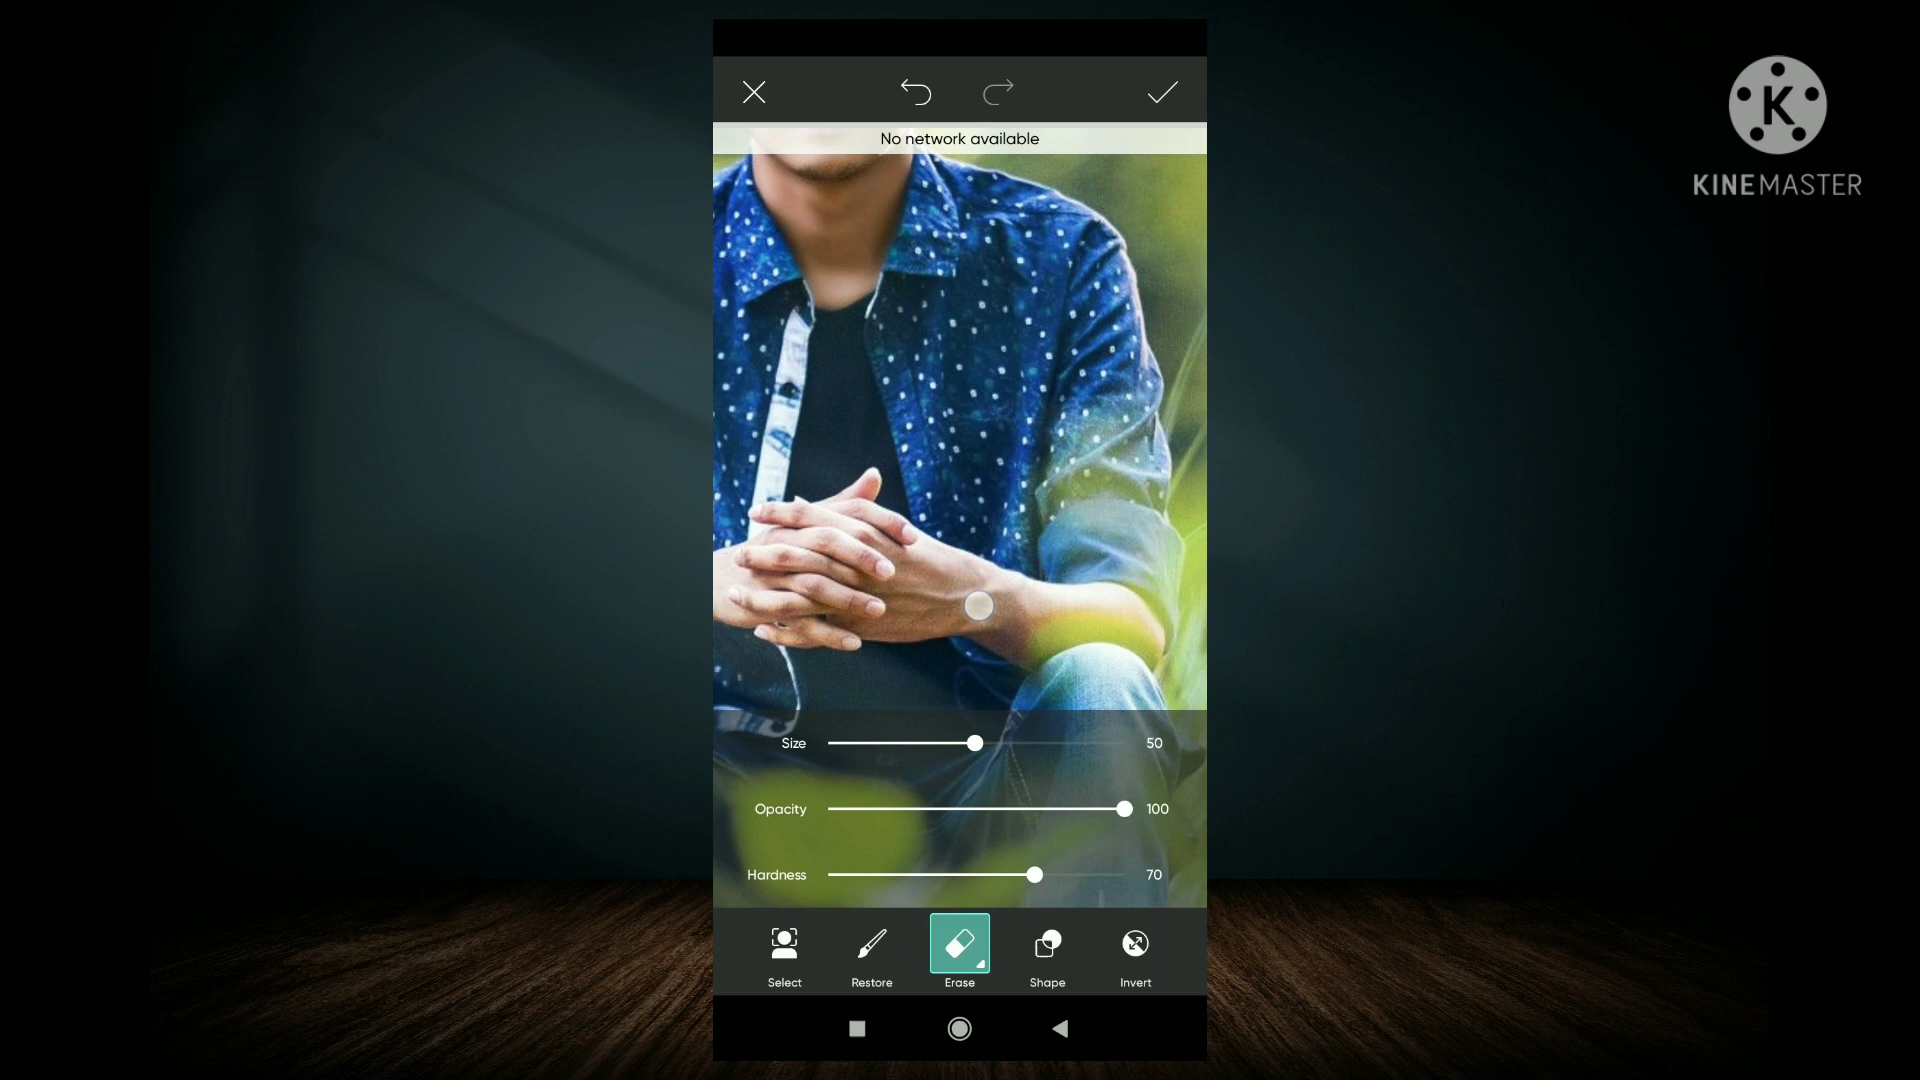 No network available
KINEMASTER
Size 50
Opacity 100
Hardness 70
Select Restore Erase Shape Invert